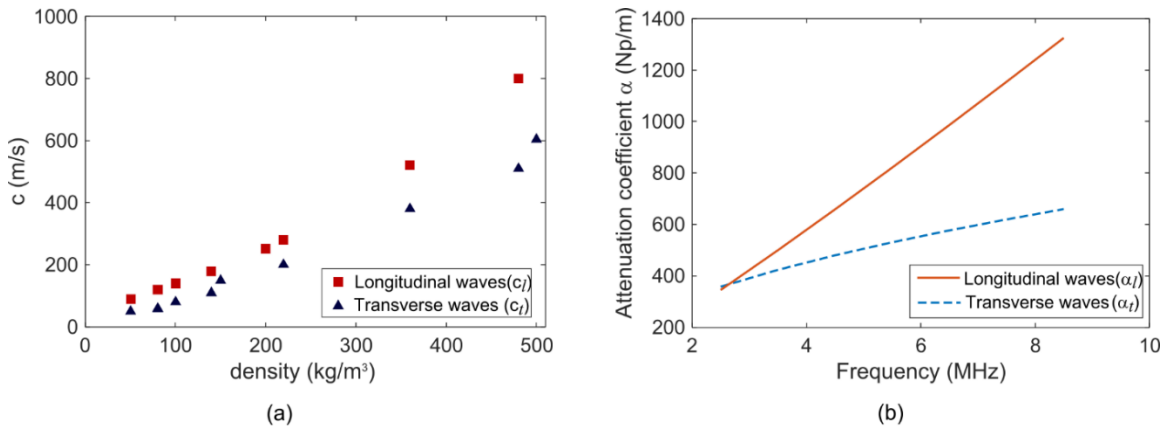 1000
800
600
400
200
0
c (m/s)
0 100 200 300 400 500
density (kg/m³)
Longitudinal waves(cₗ)
Transverse waves (cₜ)
(a)
1400
1200
1000
800
600
400
200
Attenuation coefficient α (Np/m)
2 4 6 8 10
Frequency (MHz)
Longitudinal waves(αₗ)
Transverse waves(αₜ)
(b)